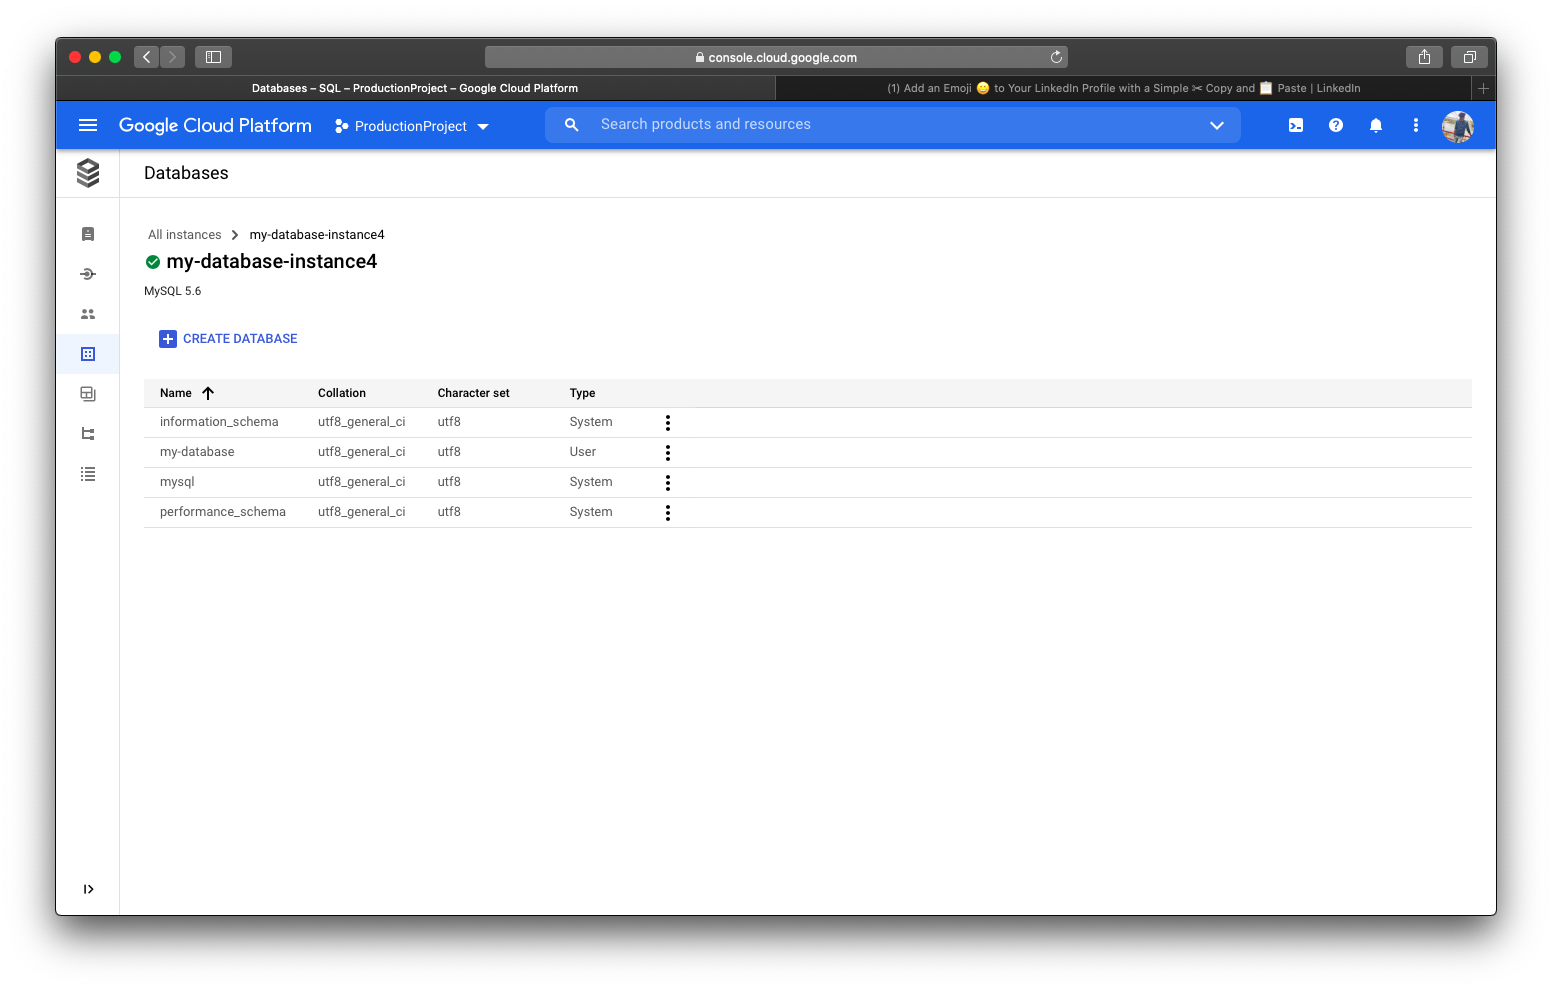 console.cloud.google.com
Databases – SQL – ProductionProject – Google Cloud Platform
(1) Add an Emoji 😀 to Your LinkedIn Profile with a Simple ✂ Copy and 📋 Paste | LinkedIn
Google Cloud Platform
ProductionProject
Search products and resources
Databases
All instances
my-database-instance4
my-database-instance4
MySQL 5.6
CREATE DATABASE
Name Collation Character set Type
information_schema utf8_general_ci utf8 System
my-database utf8_general_ci utf8 User
mysql utf8_general_ci utf8 System
performance_schema utf8_general_ci utf8 System